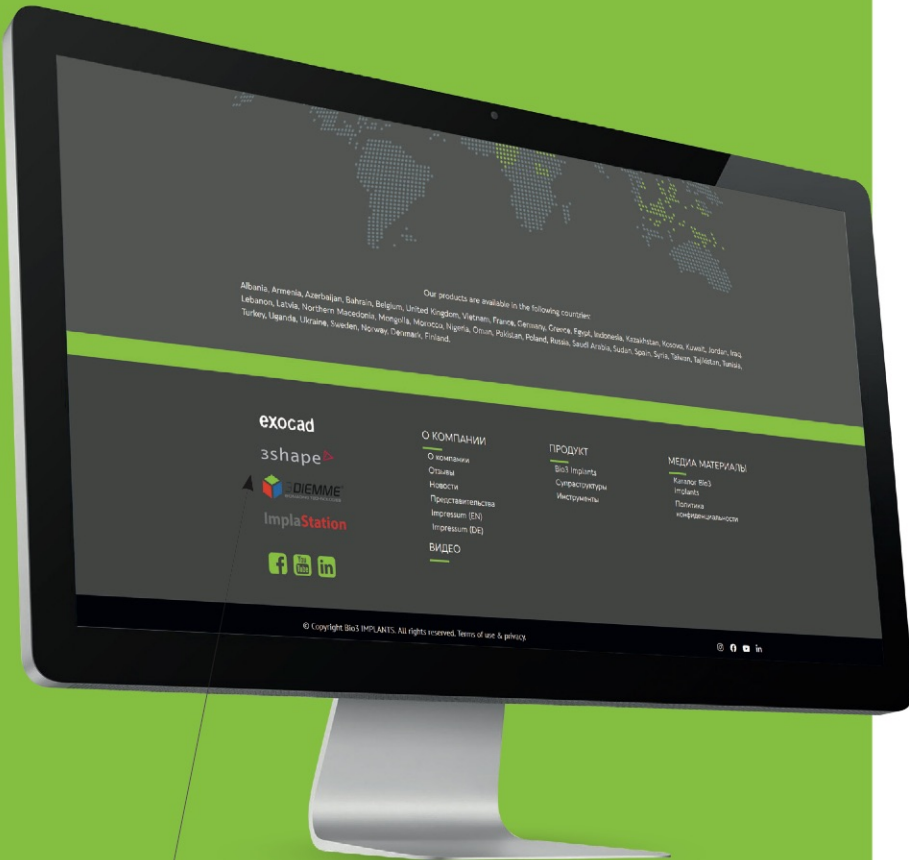 Our products are available in the following countries:
Albania, Armenia, Azerbaijan, Bahrain, Belgium, United Kingdom, Vietnam, France, Germany, Greece, Egypt, Indonesia, Kazakhstan, Kosovo, Kuwait, Jordan, Iraq,
Lebanon, Latvia, Northern Macedonia, Mongolia, Morocco, Nigeria, Oman, Pakistan, Poland, Russia, Saudi Arabia, Sudan, Spain, Syria, Taiwan, Tajikistan, Tunisia,
Turkey, Uganda, Ukraine, Sweden, Norway, Denmark, Finland.
exocad
3shape
3DIEMME
ImplaStation
You Tube
О КОМПАНИИ
О компании
Отзывы
Новости
Представительства
Impressum (EN)
Impressum (DE)
ВИДЕО
ПРОДУКТ
Bio3 Implants
Супраструктуры
Инструменты
МЕДИА МАТЕРИАЛЫ
Каталог Bio3
Implants
Политика
конфиденциальности
© Copyright Bio3 IMPLANTS. All rights reserved. Terms of use & privacy.